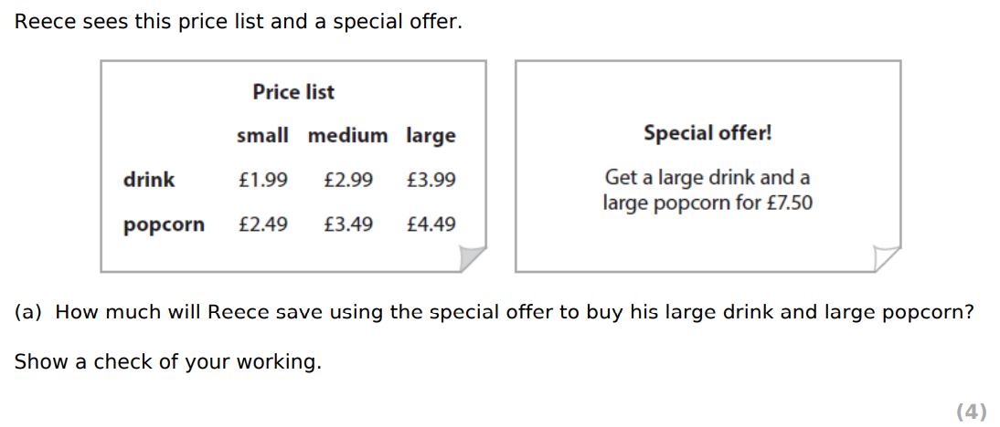 Reece sees this price list and a special offer.
Price list
small medium large
drink £1.99 £2.99 £3.99
popcorn £2.49 £3.49 £4.49
Special offer!
Get a large drink and a
large popcorn for £7.50
(a) How much will Reece save using the special offer to buy his large drink and large popcorn?
Show a check of your working.
(4)